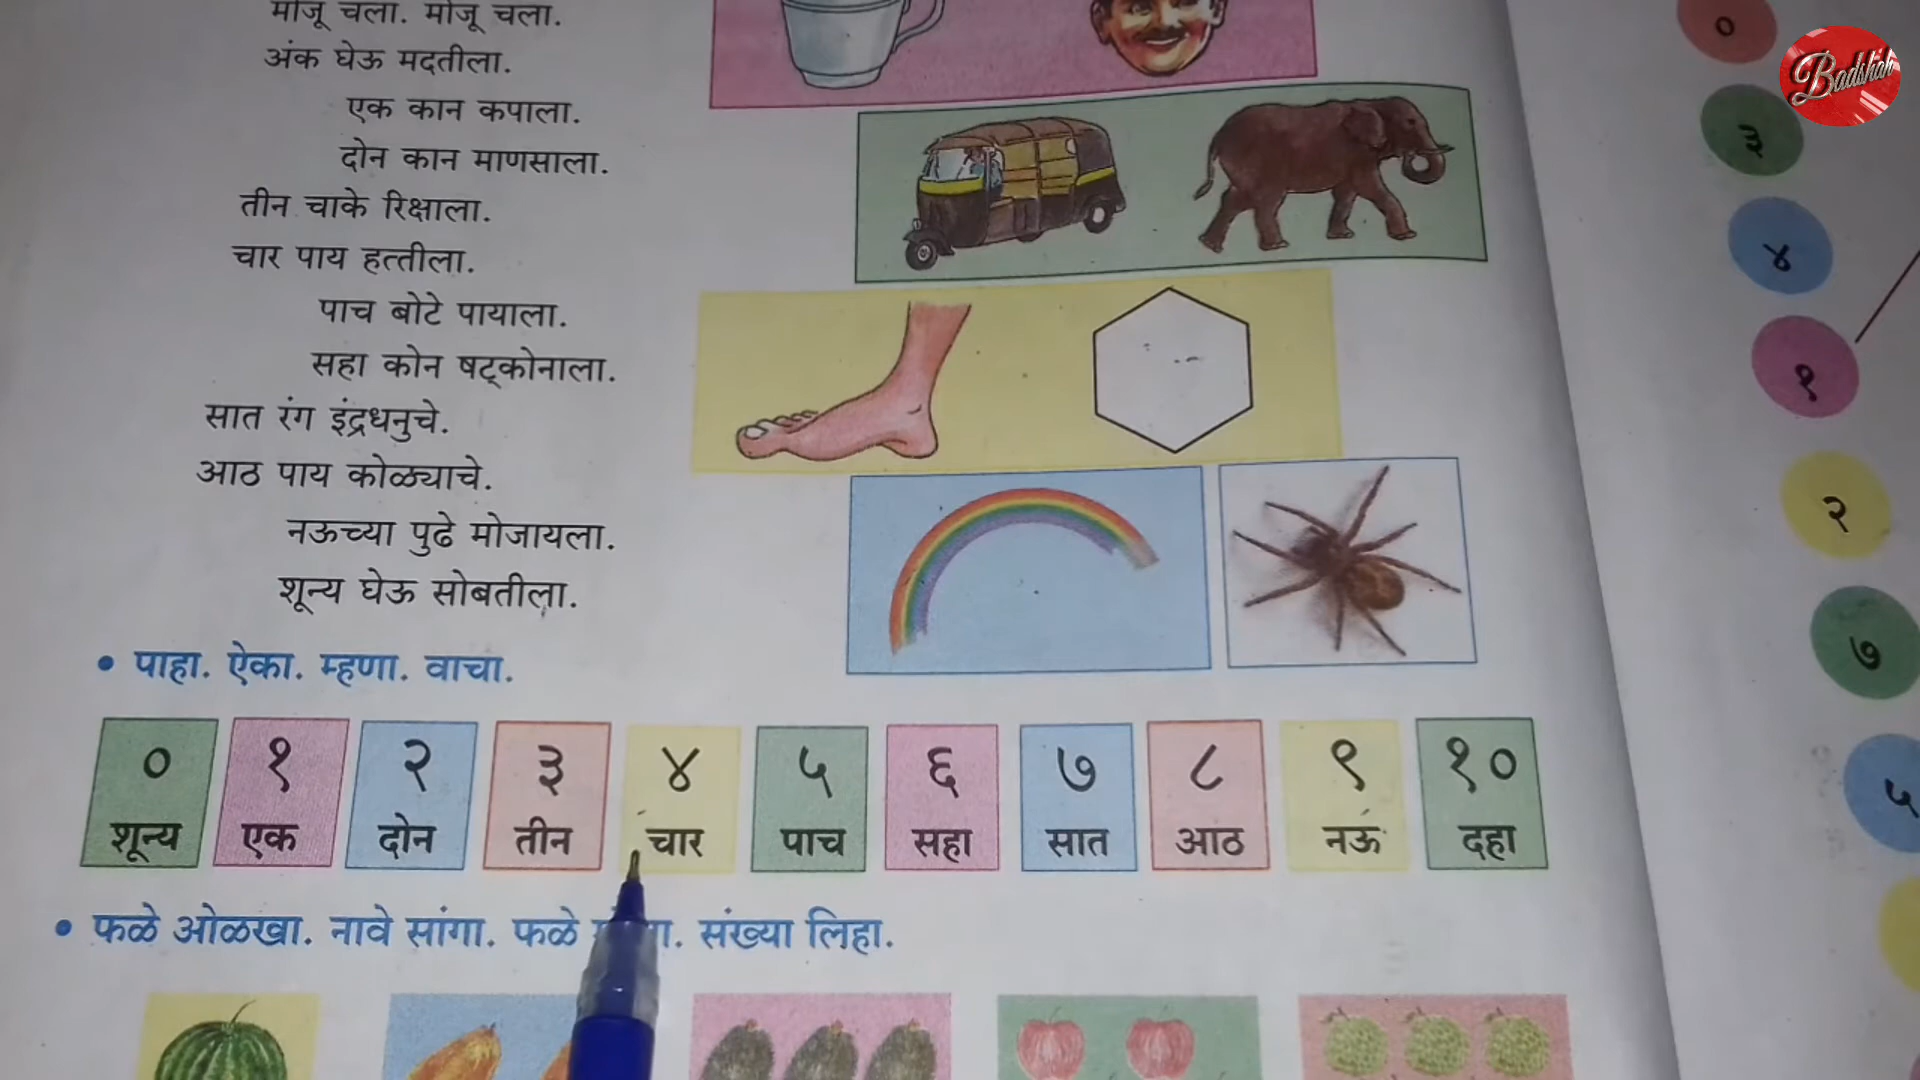 मोजू चला. मोजू चला.
अंक घेऊ मदतीला.
एक कान कपाला.
दोन कान माणसाला.
तीन चाके रिक्षाला.
चार पाय हत्तीला.
पाच बोटे पायाला.
सहा कोन षट्कोनाला.
सात रंग इंद्रधनुचे.
आठ पाय कोळ्याचे.
नऊच्या पुढे मोजायला.
शून्य घेऊ सोबतीला.
• पाहा. ऐका. म्हणा. वाचा.
० १ २ ३ ४ ५ ६ ७ ८ ९ १०
शून्य एक दोन तीन चार पाच सहा सात आठ नऊ दहा
• फळे ओळखा. नावे सांगा. फळे संख्या लिहा.
०
३
४
१
२
७
५
Badshah